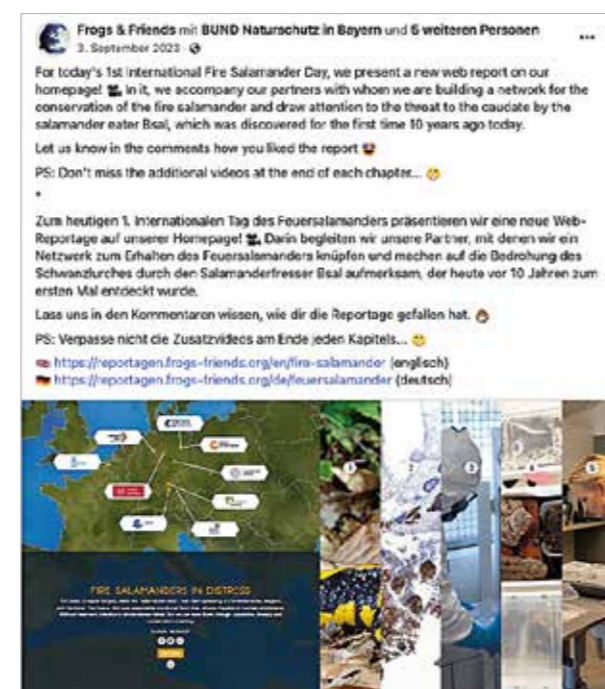 Frogs & Friends mit BUND Naturschutz in Bayern und 6 weiteren Personen
3. September 2023 ·
For today's 1st International Fire Salamander Day, we present a new web report on our
homepage! In it, we accompany our partners with whom we are building a network for the
conservation of the fire salamander and draw attention to the threat to the caudate by the
salamander eater Bsal, which was discovered for the first time 10 years ago today.
Let us know in the comments how you liked the report
PS: Don't miss the additional videos at the end of each chapter...
*
Zum heutigen 1. Internationalen Tag des Feuersalamanders präsentieren wir eine neue Web-
Reportage auf unserer Homepage! Darin begleiten wir unsere Partner, mit denen wir ein
Netzwerk zum Erhalten des Feuersalamanders knüpfen und machen auf die Bedrohung des
Schwanzlurches durch den Salamanderfresser Bsal aufmerksam, der heute vor 10 Jahren zum
ersten Mal entdeckt wurde.
Lass uns in den Kommentaren wissen, wie dir die Reportage gefallen hat.
PS: Verpasse nicht die Zusatzvideos am Ende jeden Kapitels...
https://reportagen.frogs-friends.org/en/fire-salamander (englisch)
https://reportagen.frogs-friends.org/de/feuersalamander (deutsch)
1 2 3 4 5
FIRE SALAMANDERS IN DISTRESS